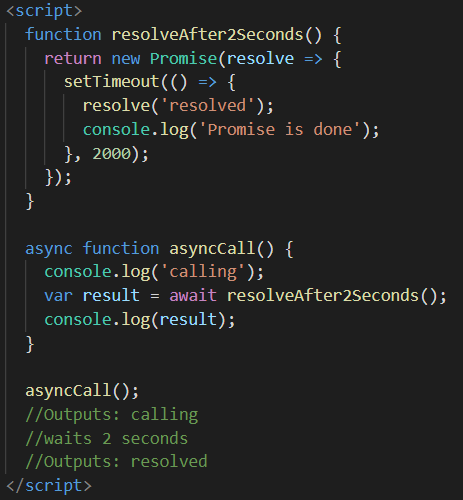 <script>
function resolveAfter2Seconds() {
return new Promise(resolve => {
setTimeout(() => {
resolve('resolved');
console.log('Promise is done');
}, 2000);
});
}
async function asyncCall() {
console.log('calling');
var result = await resolveAfter2Seconds();
console.log(result);
}
asyncCall();
//Outputs: calling
//waits 2 seconds
//Outputs: resolved
</script>